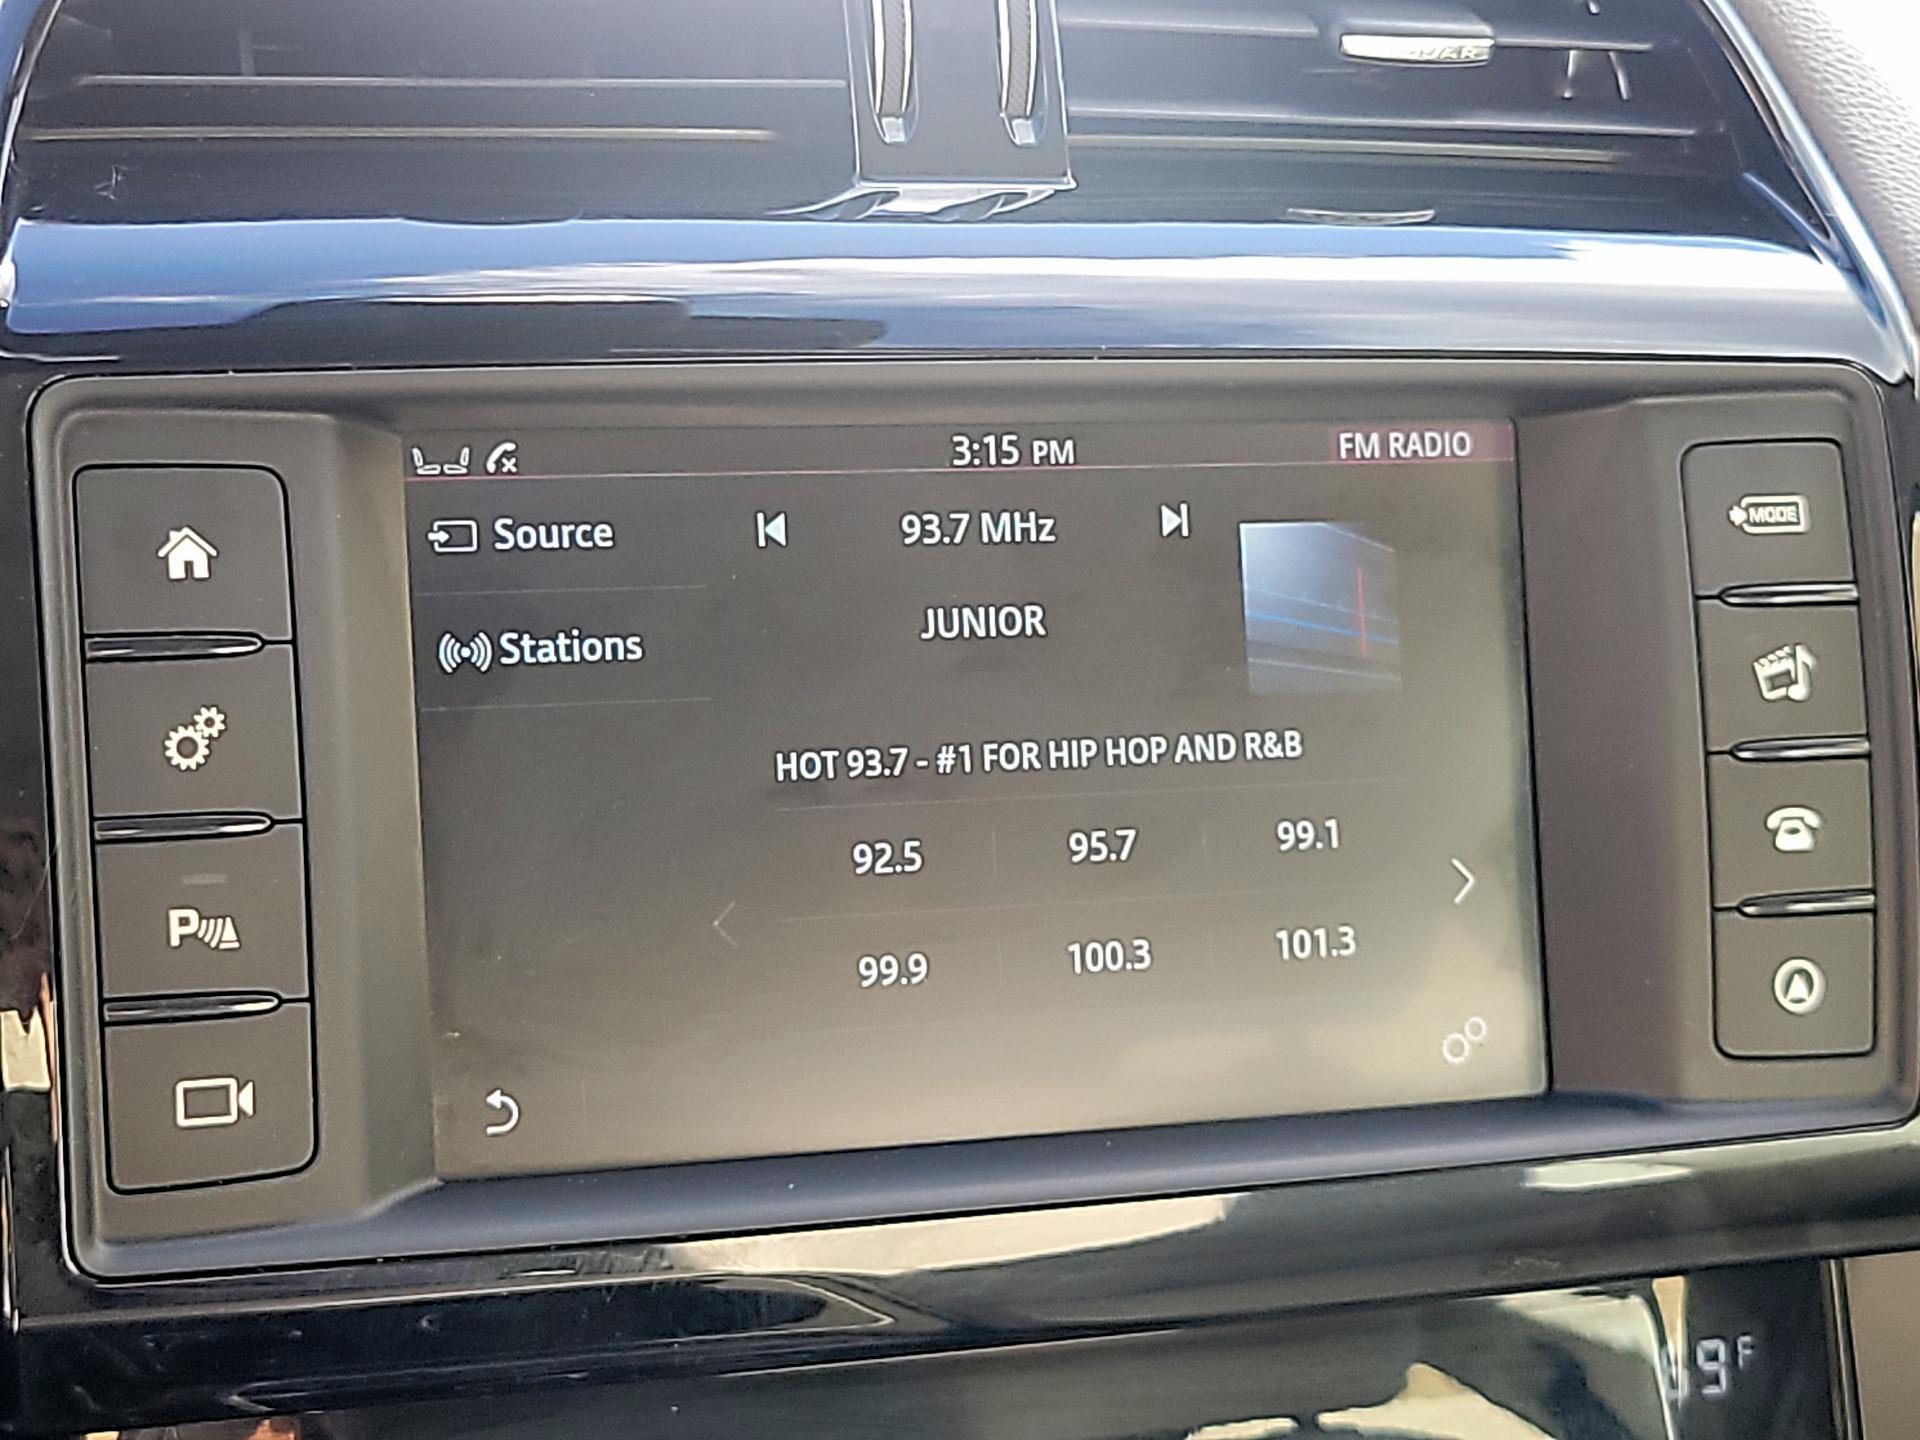 3:15 PM
FM RADIO
Source
93.7 MHz
MODE
JUNIOR
Stations
HOT 93.7 - #1 FOR HIP HOP AND R&B
92.5 95.7 99.1
P
99.9 100.3 101.3
F